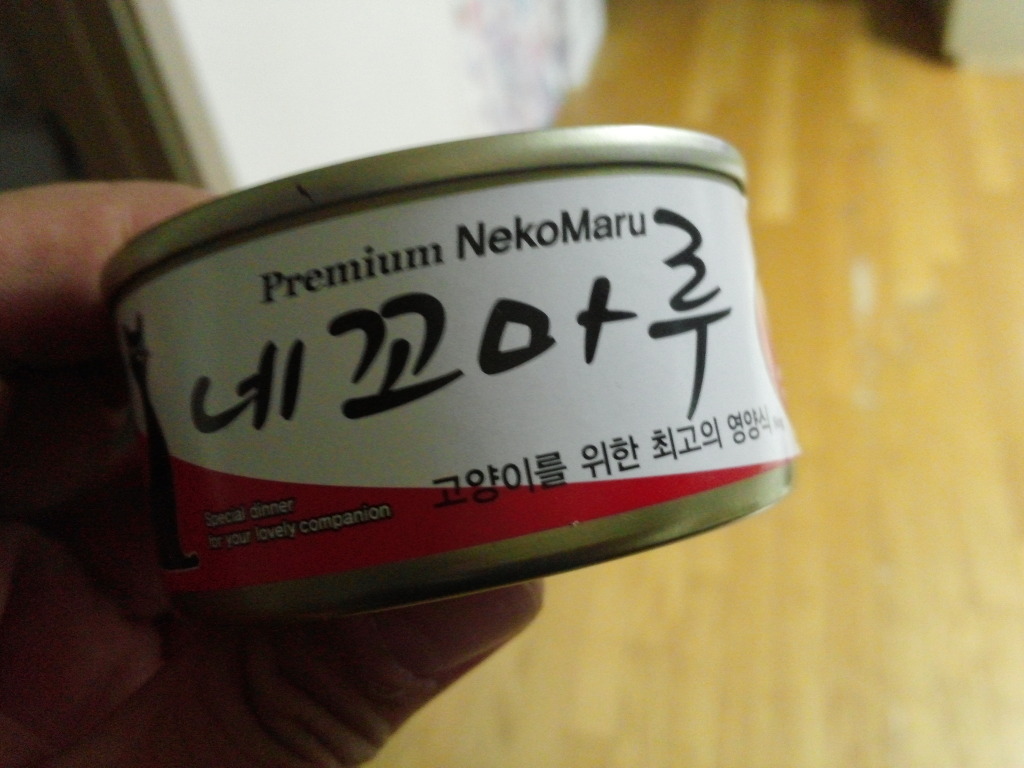 Premium NekoMaru
네꼬마루
고양이를 위한 최고의 영양식
Special dinner
for your lovely companion